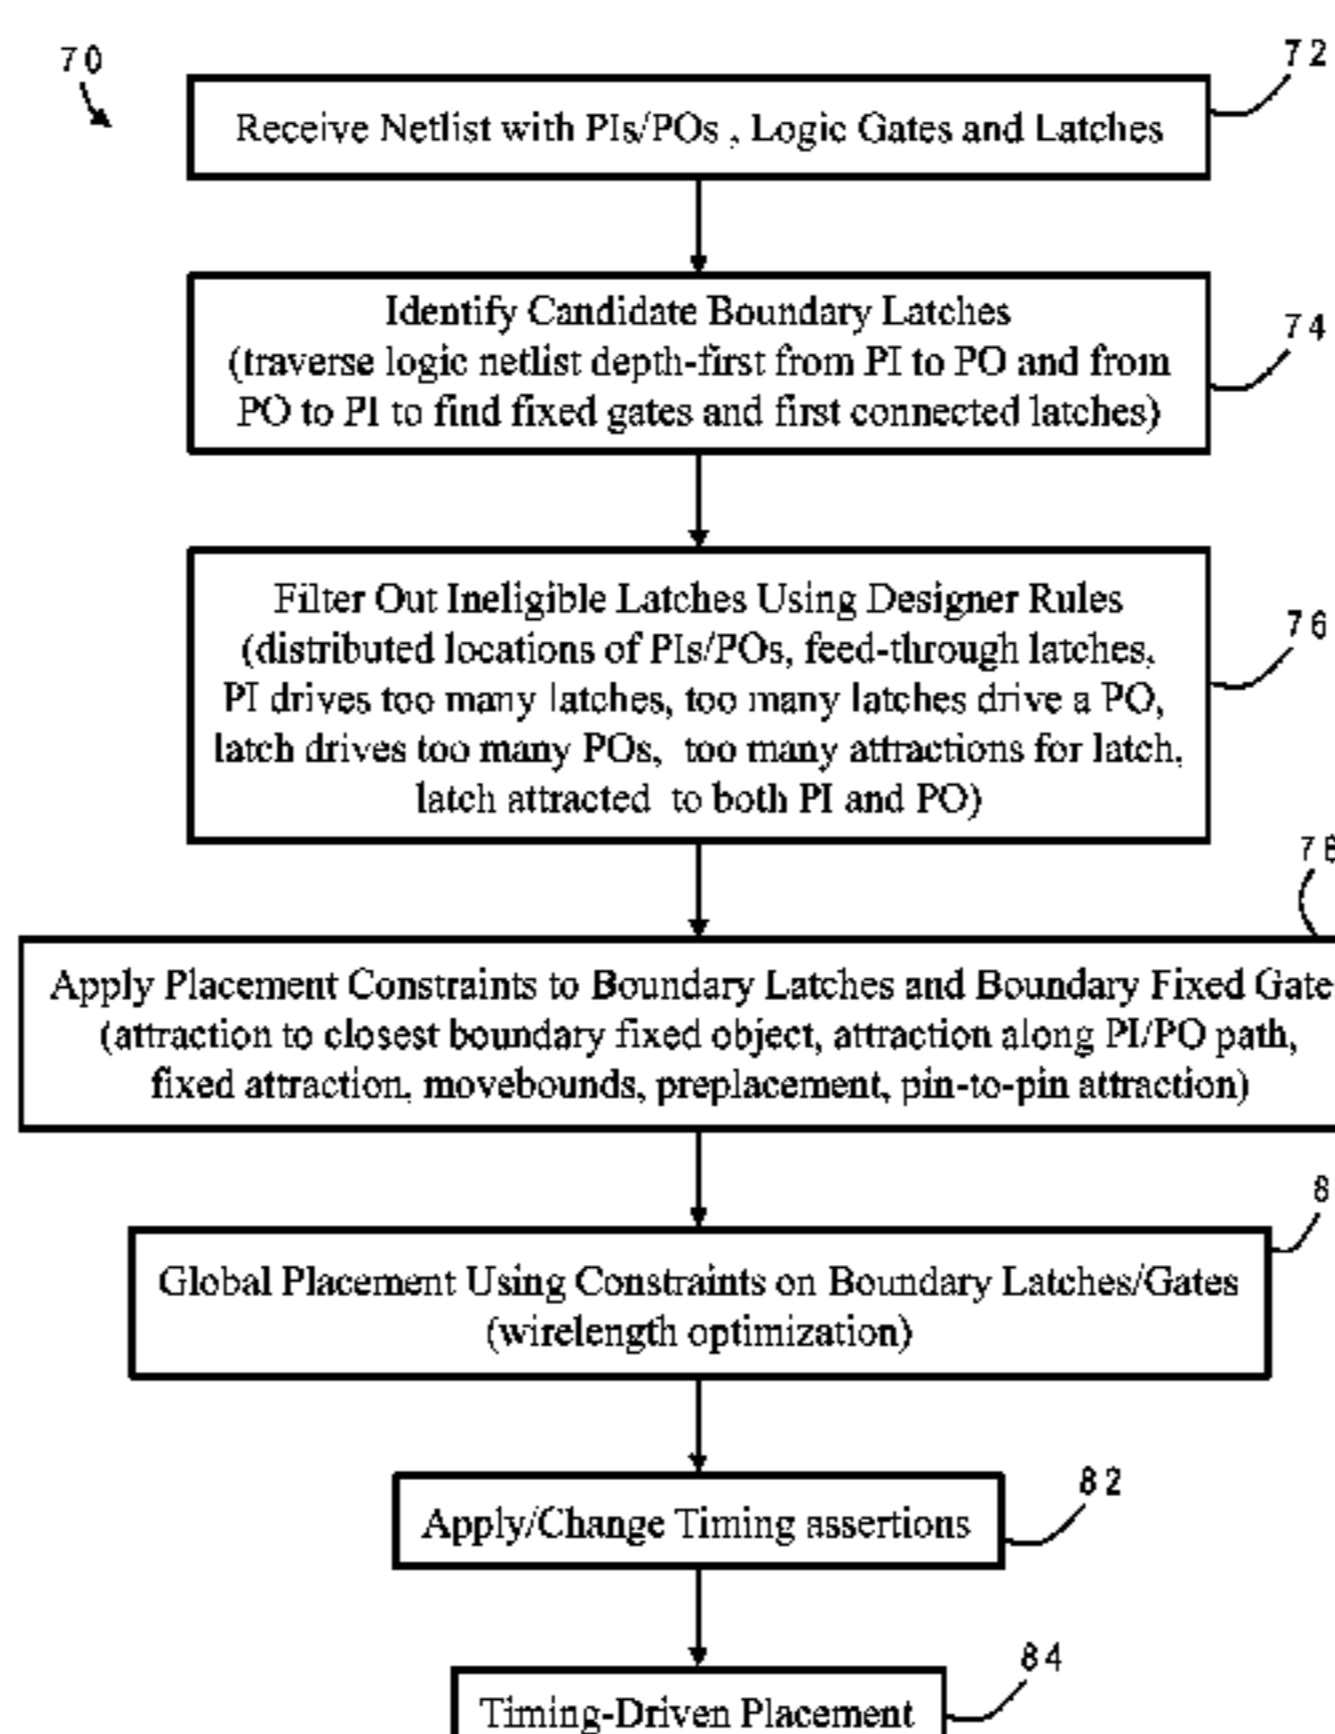 70
72
Receive Netlist with PIs/POs , Logic Gates and Latches
74
Identify Candidate Boundary Latches
(traverse logic netlist depth-first from PI to PO and from
PO to PI to find fixed gates and first connected latches)
76
Filter Out Ineligible Latches Using Designer Rules
(distributed locations of PIs/POs, feed-through latches,
PI drives too many latches, too many latches drive a PO,
latch drives too many POs, too many attractions for latch,
latch attracted to both PI and PO)
78
Apply Placement Constraints to Boundary Latches and Boundary Fixed Gate
(attraction to closest boundary fixed object, attraction along PI/PO path,
fixed attraction, movebounds, preplacement, pin-to-pin attraction)
8
Global Placement Using Constraints on Boundary Latches/Gates
(wirelength optimization)
82
Apply/Change Timing assertions
84
Timing-Driven Placement